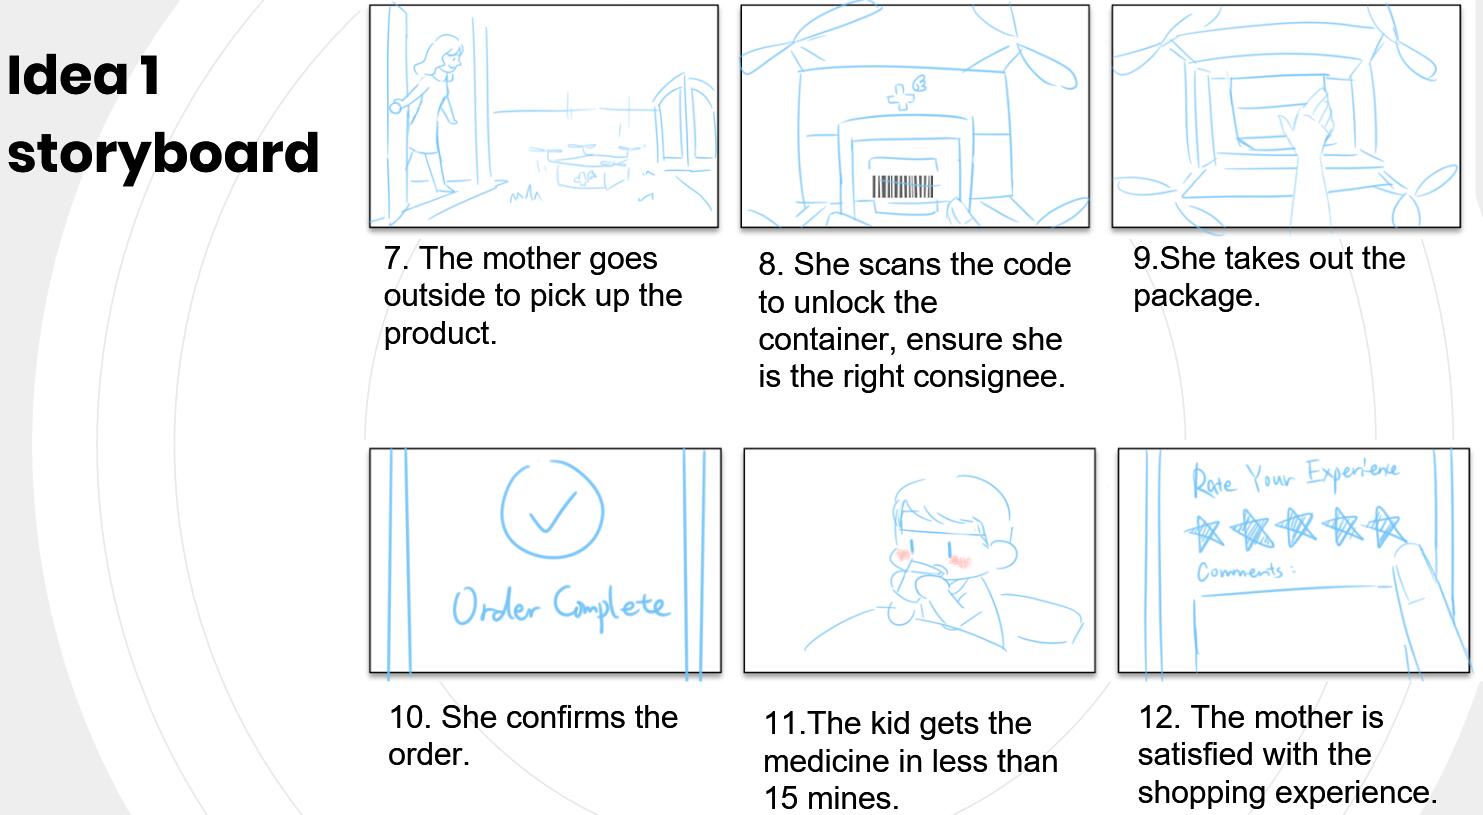 Idea 1
storyboard
7. The mother goes
outside to pick up the
product.
8. She scans the code
to unlock the
container, ensure she
is the right consignee.
9.She takes out the
package.
Order Complete
Rate Your Experience
Comments:
10. She confirms the
order.
11.The kid gets the
medicine in less than
15 mines.
12. The mother is
satisfied with the
shopping experience.